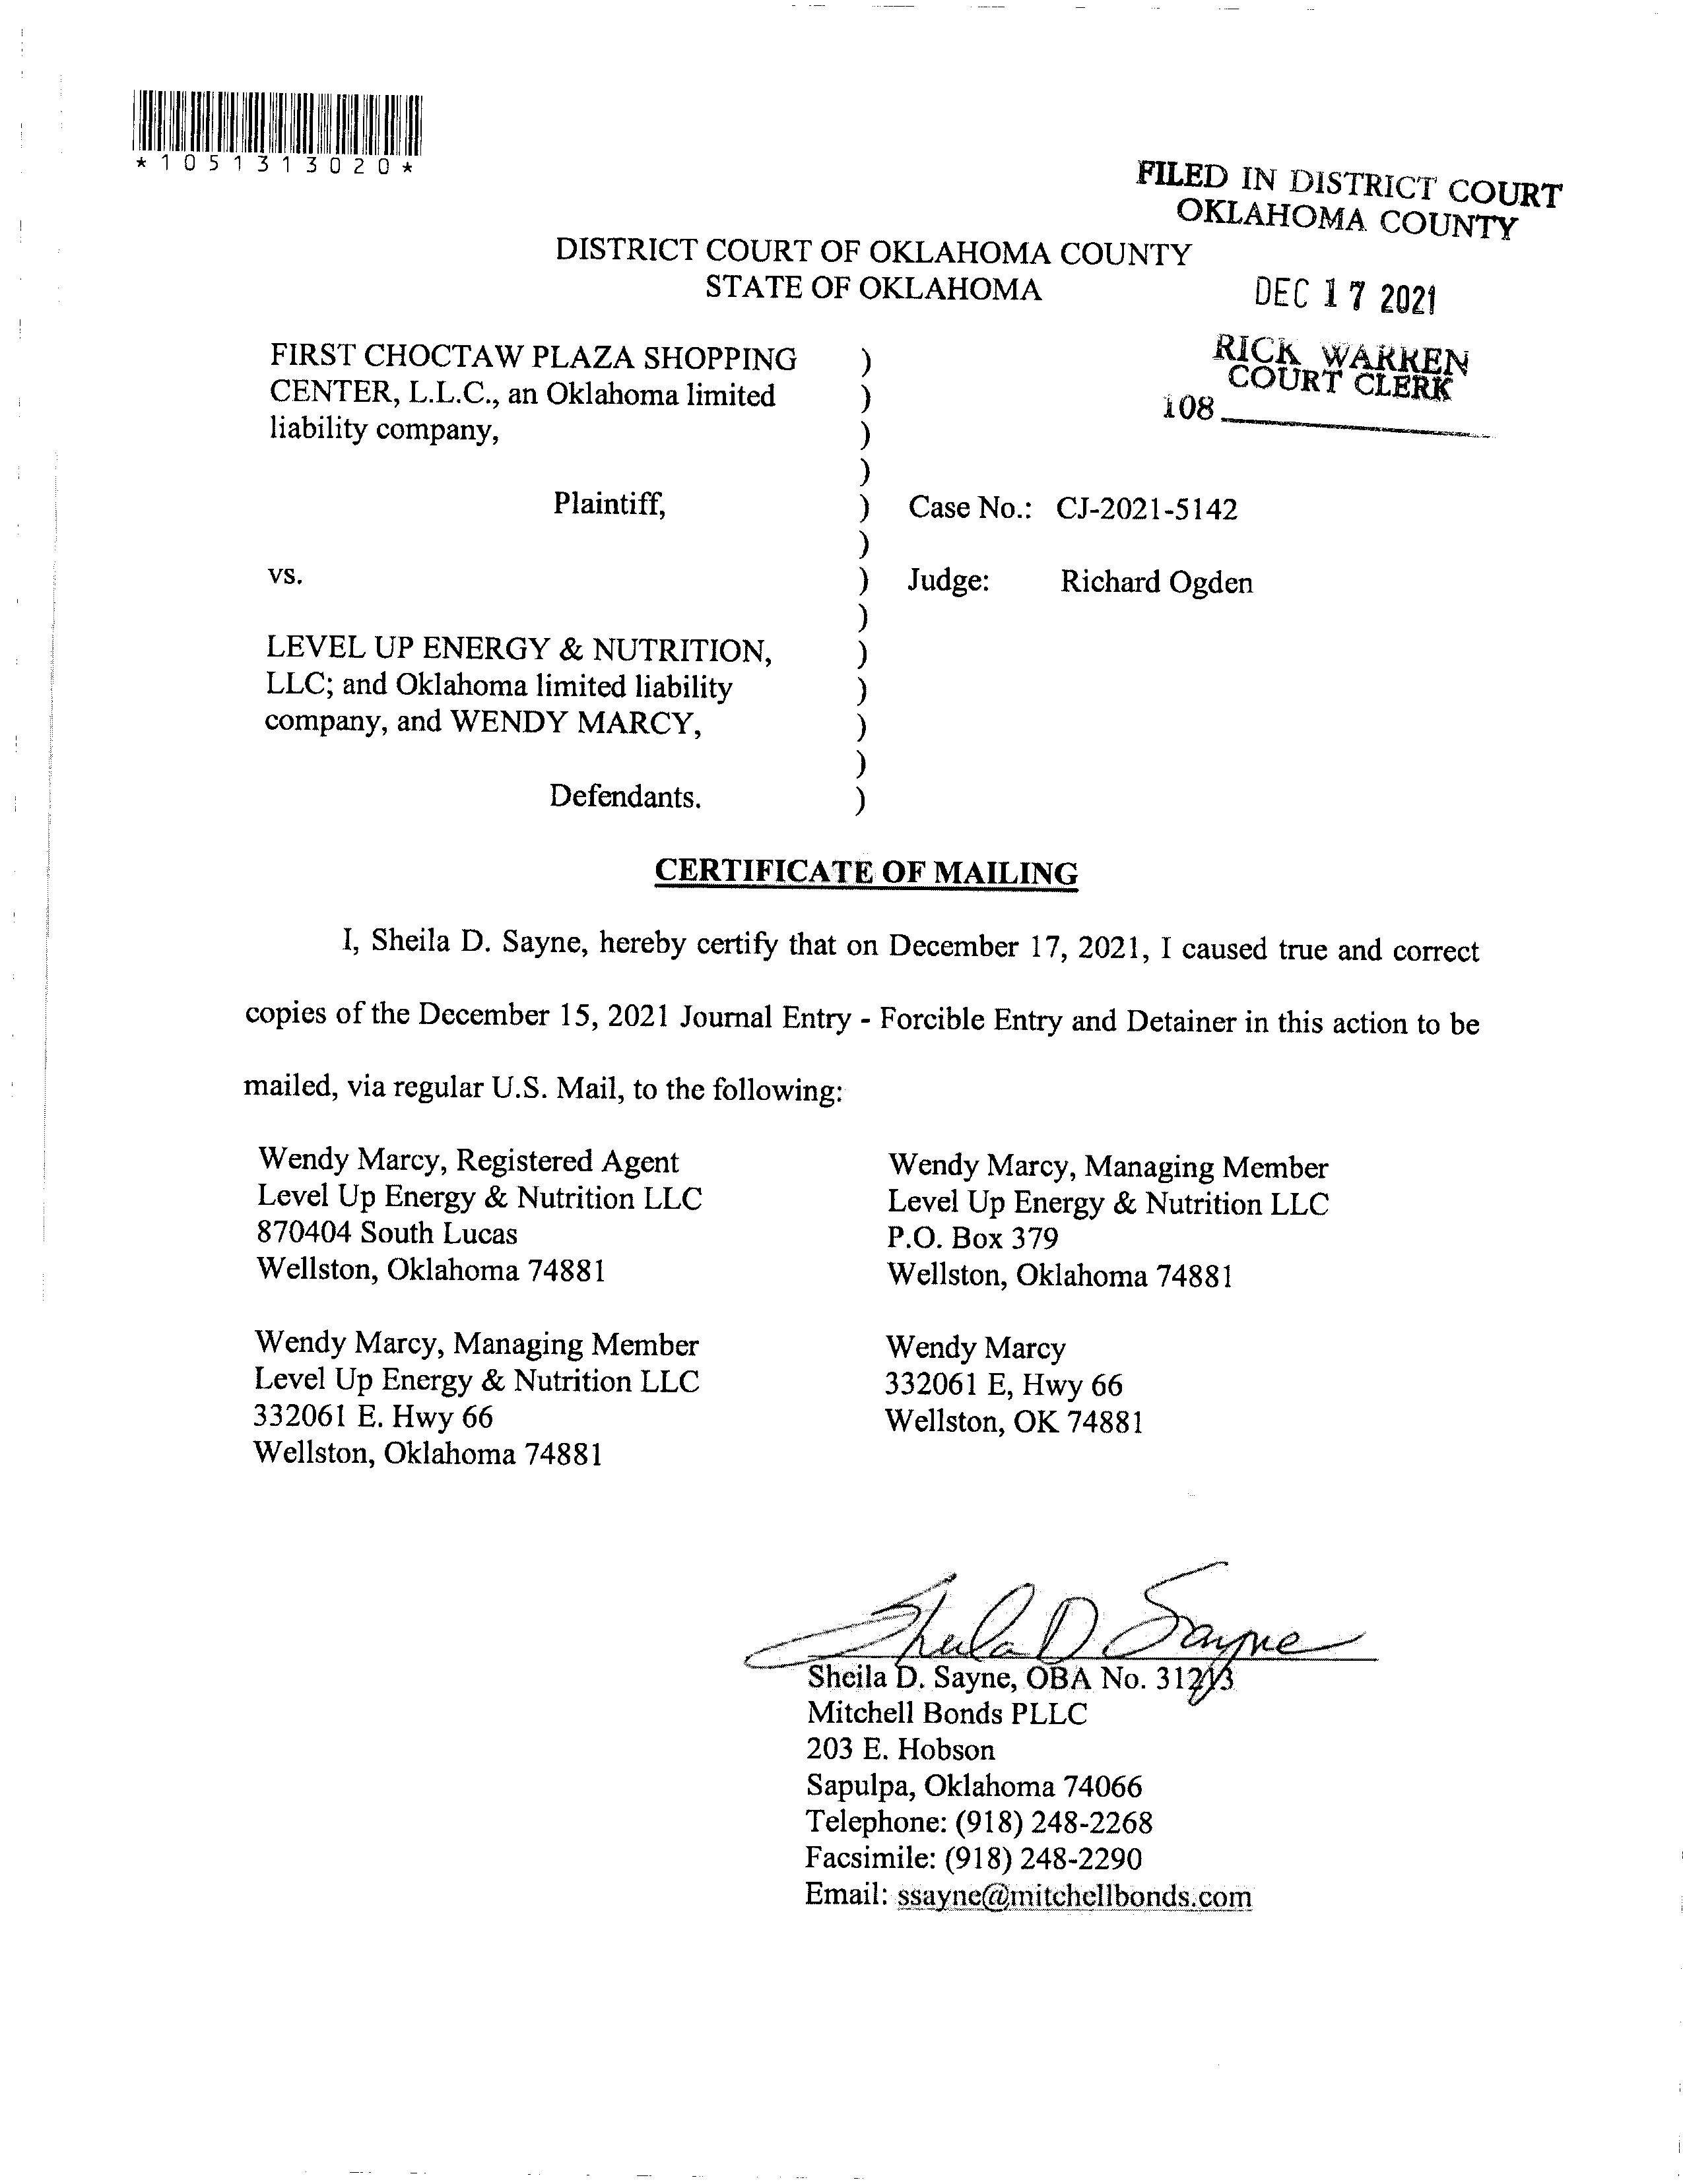 *1051313020*
FILED IN DISTRICT COURT
OKLAHOMA COUNTY
DISTRICT COURT OF OKLAHOMA COUNTY
STATE OF OKLAHOMA
DEC 17 2021
RICK WARREN
COURT CLERK
108
FIRST CHOCTAW PLAZA SHOPPING )
CENTER, L.L.C., an Oklahoma limited )
liability company, )
)
Plaintiff, ) Case No.: CJ-2021-5142
)
vs. ) Judge: Richard Ogden
)
LEVEL UP ENERGY & NUTRITION, )
LLC; and Oklahoma limited liability )
company, and WENDY MARCY, )
)
Defendants. )
CERTIFICATE OF MAILING
I, Sheila D. Sayne, hereby certify that on December 17, 2021, I caused true and correct
copies of the December 15, 2021 Journal Entry - Forcible Entry and Detainer in this action to be
mailed, via regular U.S. Mail, to the following:
Wendy Marcy, Registered Agent
Level Up Energy & Nutrition LLC
870404 South Lucas
Wellston, Oklahoma 74881
Wendy Marcy, Managing Member
Level Up Energy & Nutrition LLC
P.O. Box 379
Wellston, Oklahoma 74881
Wendy Marcy, Managing Member
Level Up Energy & Nutrition LLC
332061 E. Hwy 66
Wellston, Oklahoma 74881
Wendy Marcy
332061 E, Hwy 66
Wellston, OK 74881
Sheila D Sayne
Sheila D. Sayne, OBA No.
Mitchell Bonds PLLC
203 E. Hobson
Sapulpa, Oklahoma 74066
Telephone: (918) 248-2268
Facsimile: (918) 248-2290
Email: ssayne@mitchellbonds.com